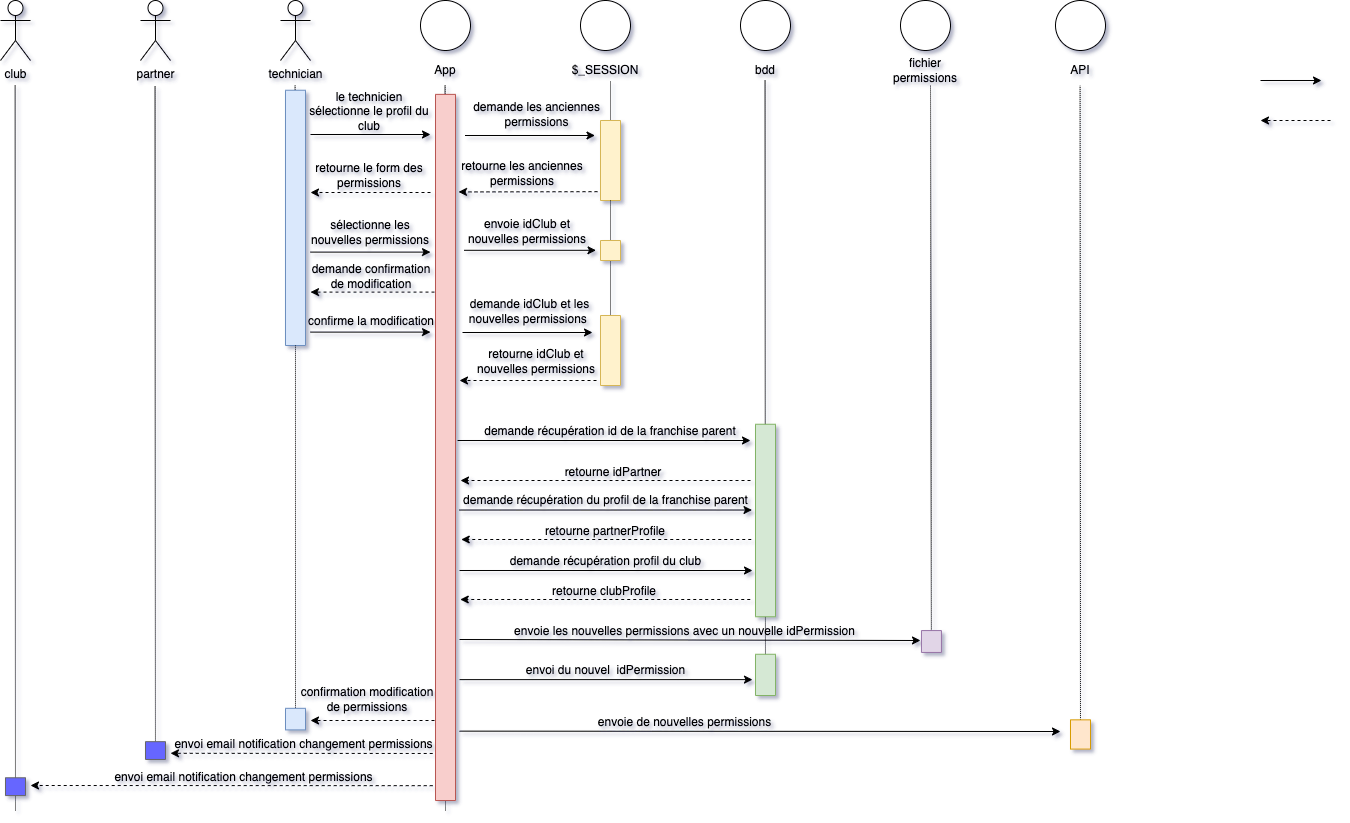 club
partner
technician
App
$_SESSION
bdd
fichier
permissions
API
le technicien
sélectionne le profil du
club
demande les anciennes
permissions
retourne le form des
permissions
retourne les anciennes
permissions
sélectionne les
nouvelles permissions
envoie idClub et
nouvelles permissions
demande confirmation
de modification
confirme la modification
demande idClub et les
nouvelles permissions
retourne idClub et
nouvelles permissions
demande récupération id de la franchise parent
retourne idPartner
demande récupération du profil de la franchise parent
retourne partnerProfile
demande récupération profil du club
retourne clubProfile
envoie les nouvelles permissions avec un nouvelle idPermission
envoi du nouvel  idPermission
confirmation modification
de permissions
envoie de nouvelles permissions
envoi email notification changement permissions
envoi email notification changement permissions